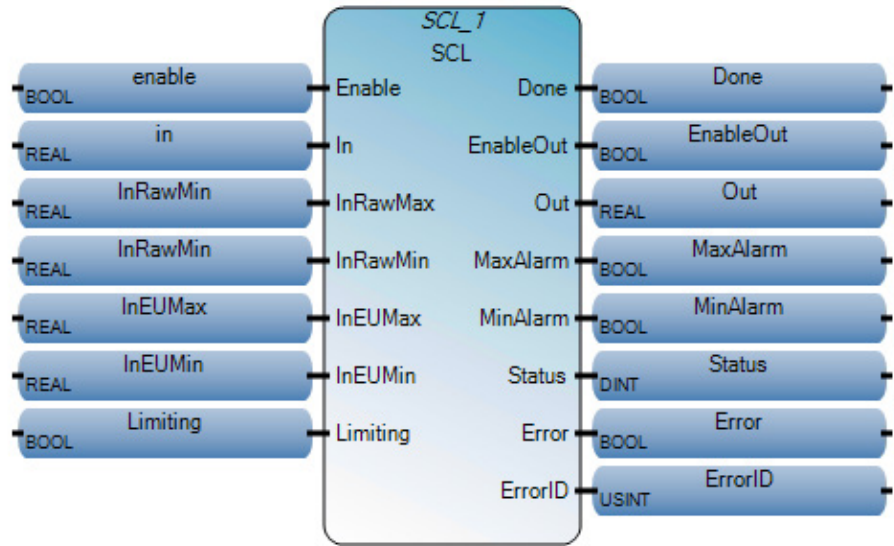 SCL_1
SCL
enable
BOOL
Enable
Done
Done
BOOL
in
REAL
In
EnableOut
EnableOut
BOOL
InRawMin
REAL
InRawMax
Out
Out
REAL
InRawMin
REAL
InRawMin
MaxAlarm
MaxAlarm
BOOL
InEUMax
REAL
InEUMax
MinAlarm
MinAlarm
BOOL
InEUMin
REAL
InEUMin
Status
Status
DINT
Limiting
BOOL
Limiting
Error
Error
BOOL
ErrorID
ErrorID
USINT